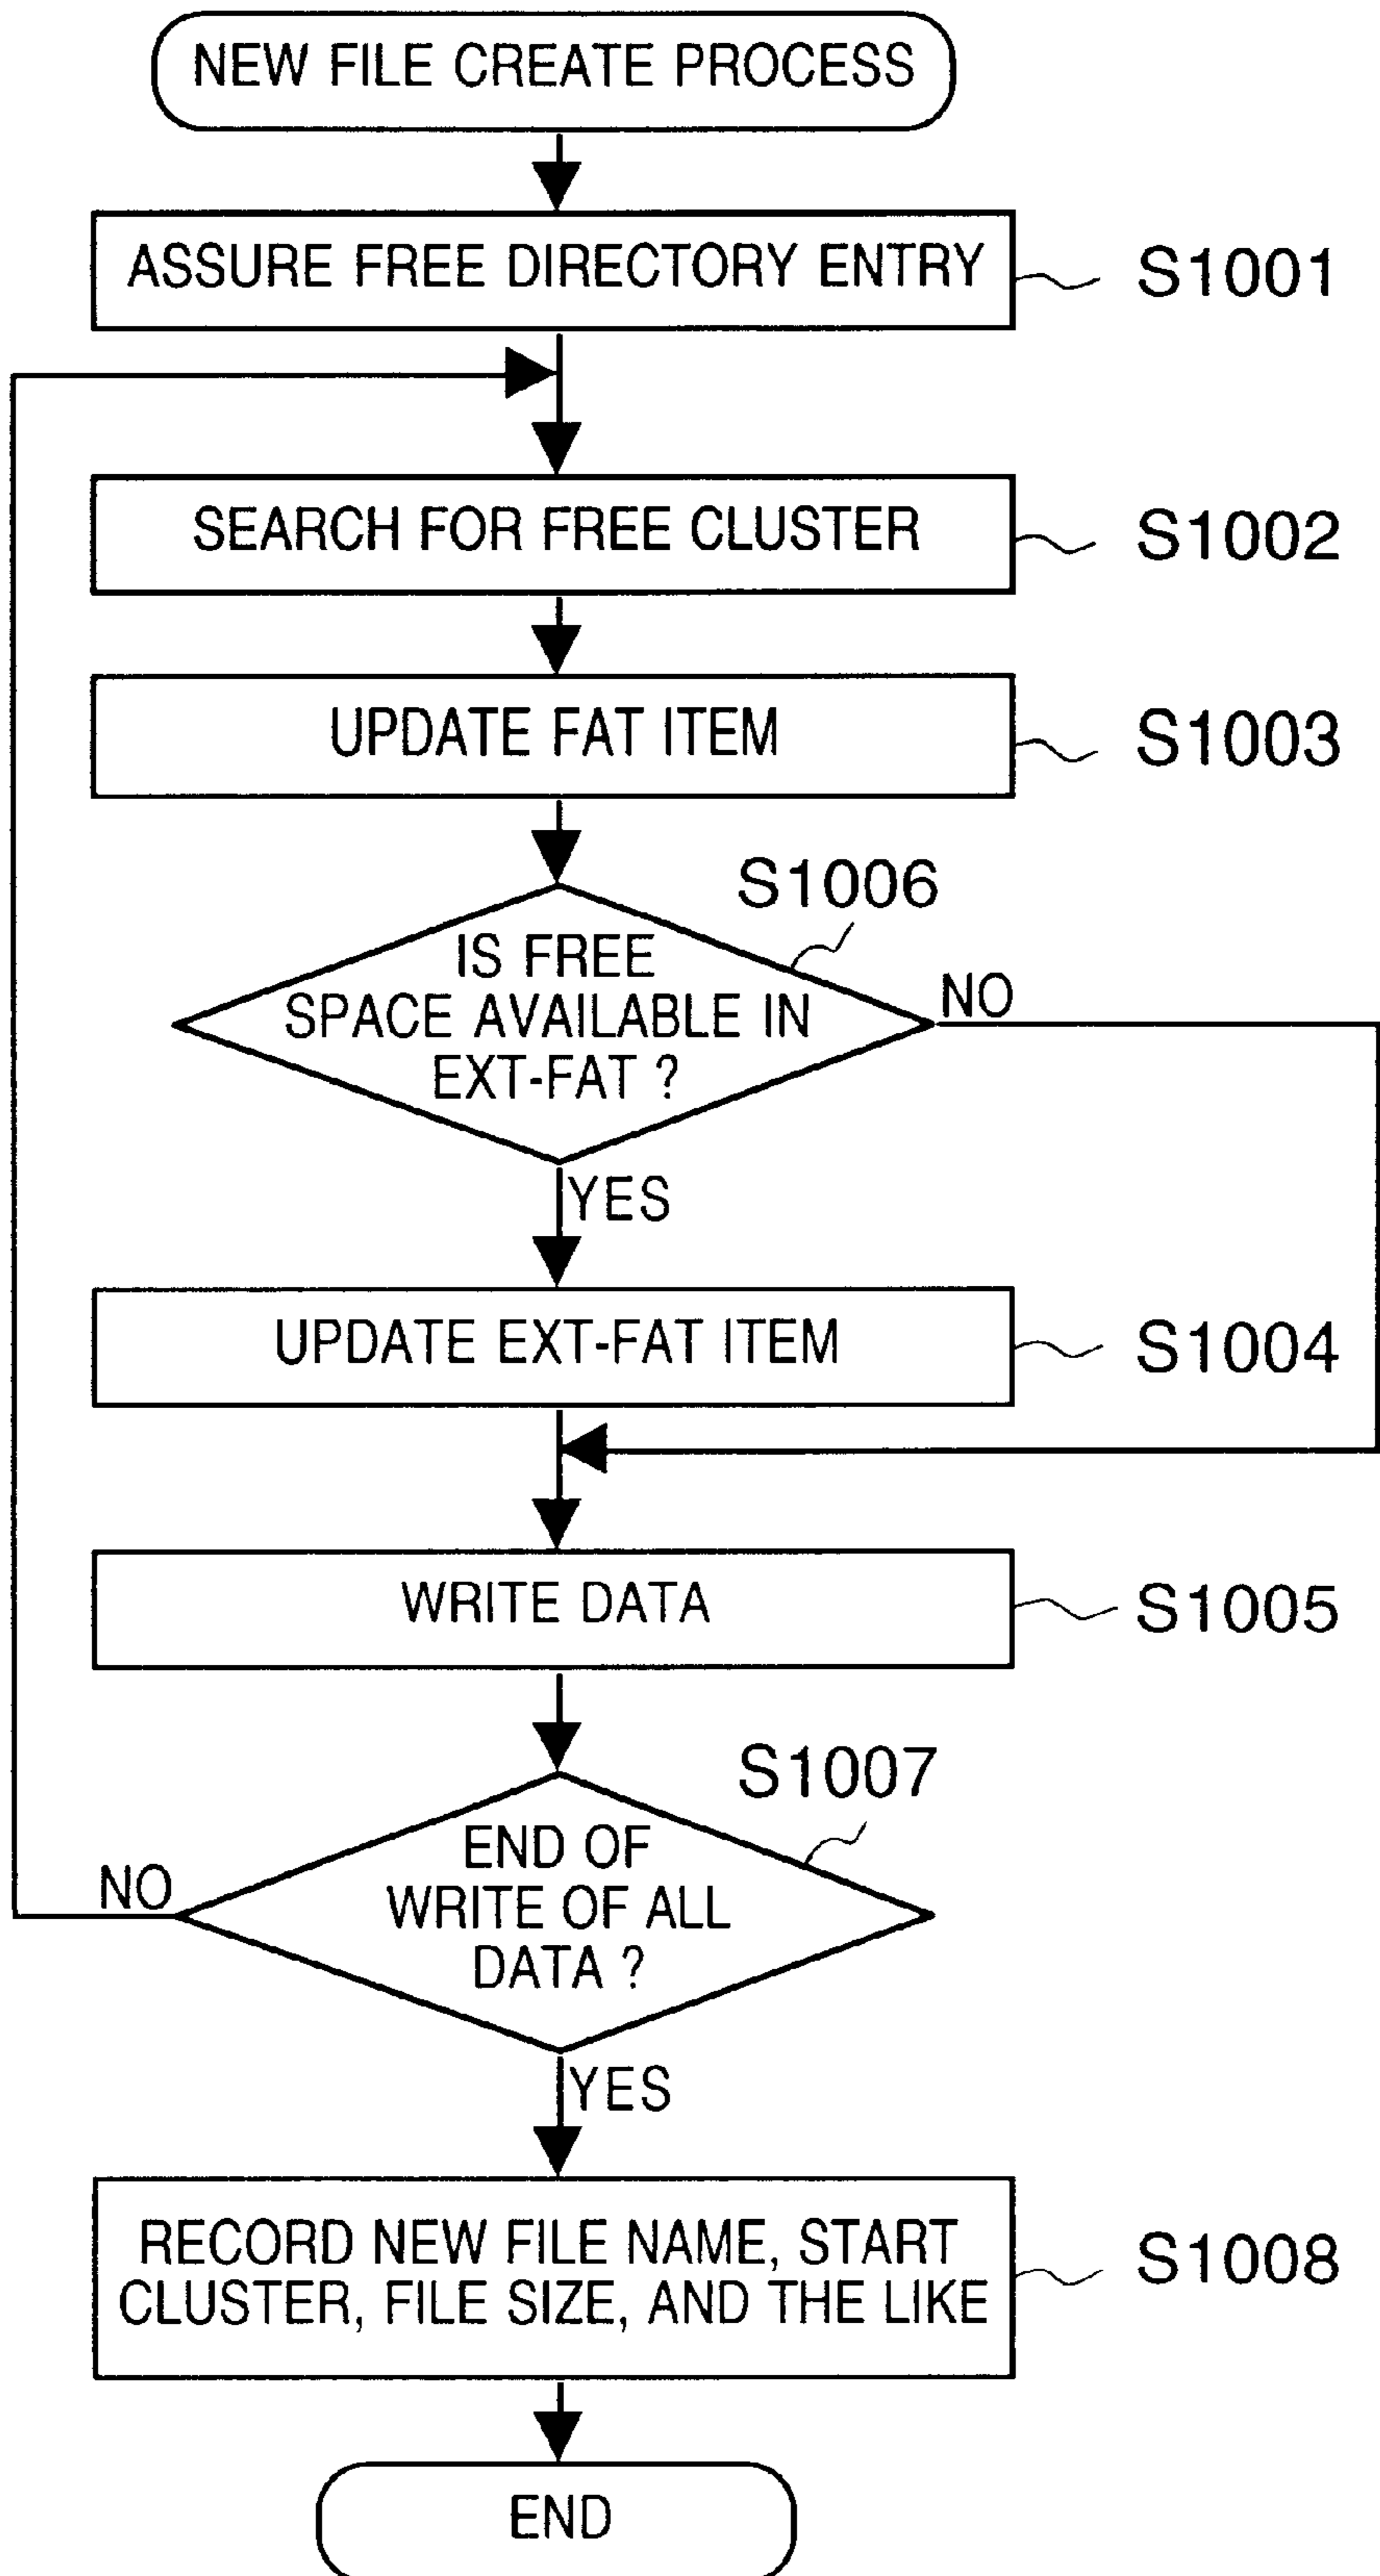 NEW FILE CREATE PROCESS
ASSURE FREE DIRECTORY ENTRY
S1001
SEARCH FOR FREE CLUSTER
S1002
UPDATE FAT ITEM
S1003
S1006
IS FREE
SPACE AVAILABLE IN
EXT-FAT ?
NO
YES
UPDATE EXT-FAT ITEM
S1004
WRITE DATA
S1005
S1007
END OF
WRITE OF ALL
DATA ?
NO
YES
RECORD NEW FILE NAME, START
CLUSTER, FILE SIZE, AND THE LIKE
S1008
END